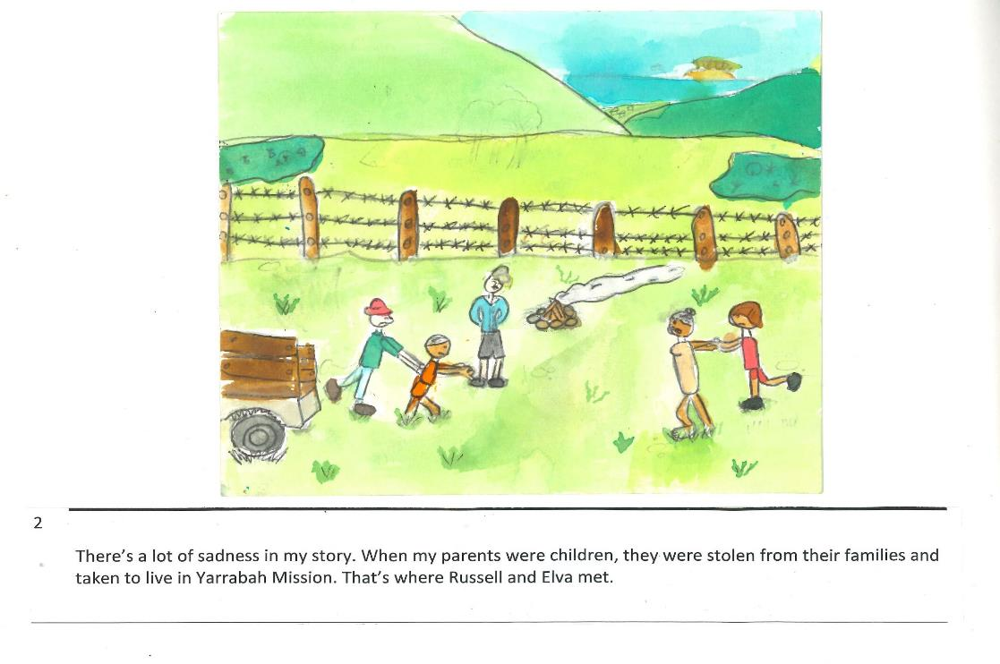 2
There's a lot of sadness in my story. When my parents were children, they were stolen from their families and
taken to live in Yarrabah Mission. That's where Russell and Elva met.